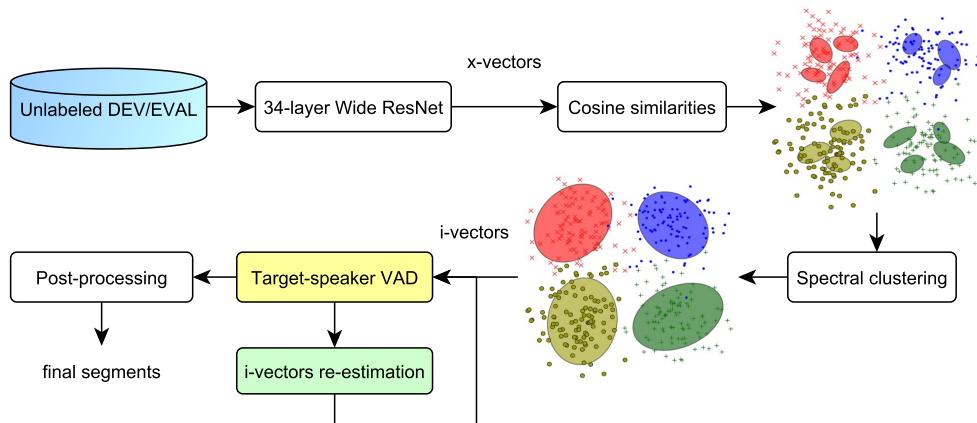 x-vectors
Unlabeled DEV/EVAL
34-layer Wide ResNet
Cosine similarities
i-vectors
Post-processing
Target-speaker VAD
Spectral clustering
final segments
i-vectors re-estimation